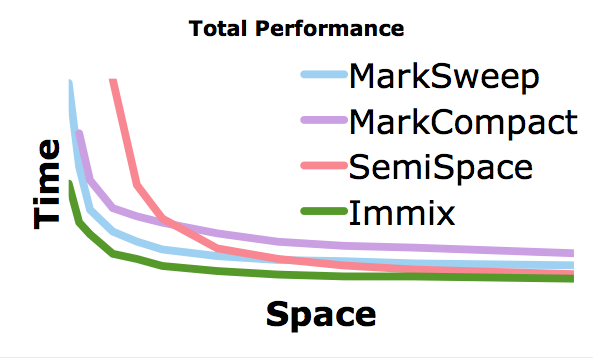 Total Performance
MarkSweep
MarkCompact
SemiSpace
Immix
Time
Space